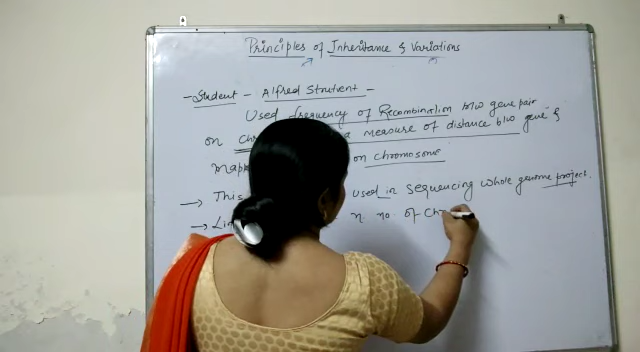 Principles of Inheritance & Variations
- Student - Alfred Strutvent -
Used frequency of Recombination b/w gene pair
on a measure of distance b/w gene &
on chromosome
→ This used in sequencing whole genome project.
→ n no. of